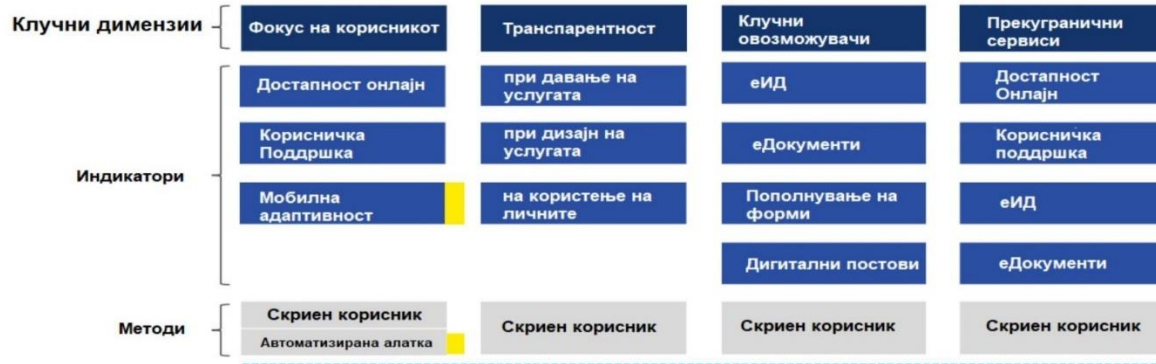 Клучни димензии
Фокус на корисникот
Транспарентност
Клучни
овозможувачи
Прекугранични
сервиси
Индикатори
Достапност онлајн
при давање на
услугата
еИД
Достапност
Онлајн
Корисничка
Поддршка
при дизајн на
услугата
еДокументи
Корисничка
поддршка
Мобилна
адаптивност
на користење на
личните
Пополнување на
форми
еИД
Дигитални постови
еДокументи
Методи
Скриен корисник
Автоматизирана алатка
Скриен корисник
Скриен корисник
Скриен корисник